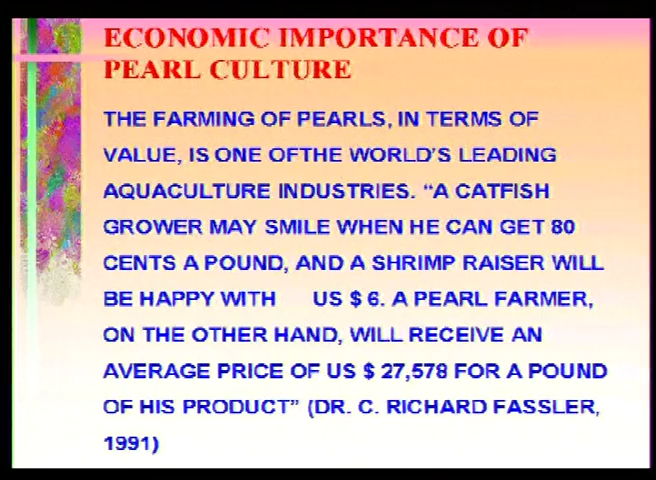 ECONOMIC IMPORTANCE OF
PEARL CULTURE
THE FARMING OF PEARLS, IN TERMS OF
VALUE, IS ONE OFTHE WORLD'S LEADING
AQUACULTURE INDUSTRIES. “A CATFISH
GROWER MAY SMILE WHEN HE CAN GET 80
CENTS A POUND, AND A SHRIMP RAISER WILL
BE HAPPY WITH US $ 6. A PEARL FARMER,
ON THE OTHER HAND, WILL RECEIVE AN
AVERAGE PRICE OF US $ 27,578 FOR A POUND
OF HIS PRODUCT” (DR. C. RICHARD FASSLER,
1991)